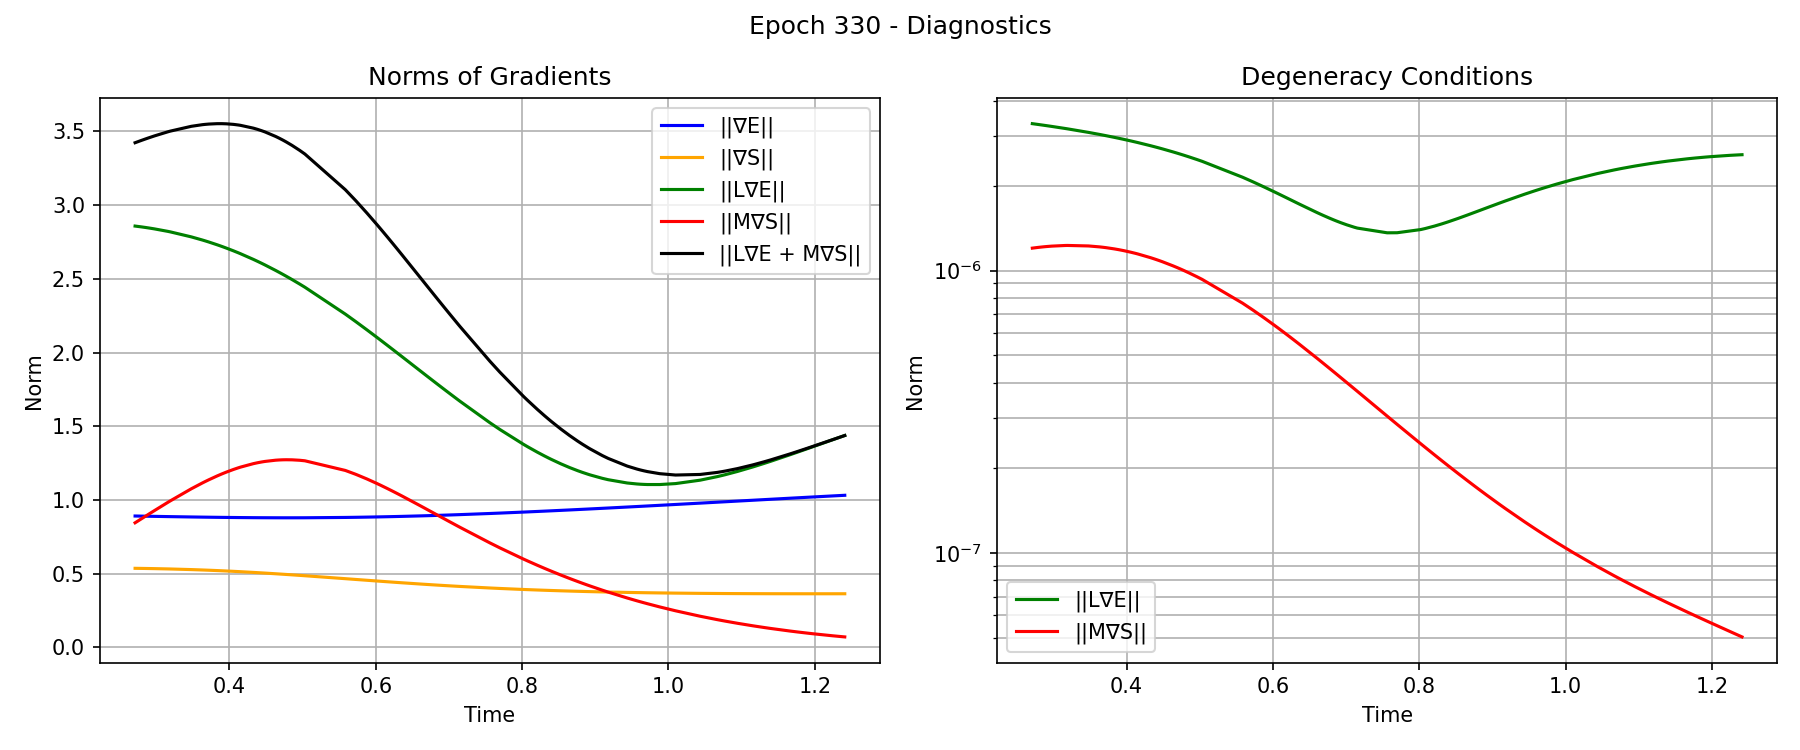 Epoch 330 - Diagnostics
Norms of Gradients
3.5
3.0
2.5
2.0
1.5
1.0
0.5
0.0
Norm
0.4 0.6 0.8 1.0 1.2
Time
||∇E||
||∇S||
||L∇E||
||M∇S||
||L∇E + M∇S||
Degeneracy Conditions
10⁻⁶
10⁻⁷
Norm
0.4 0.6 0.8 1.0 1.2
Time
||L∇E||
||M∇S||